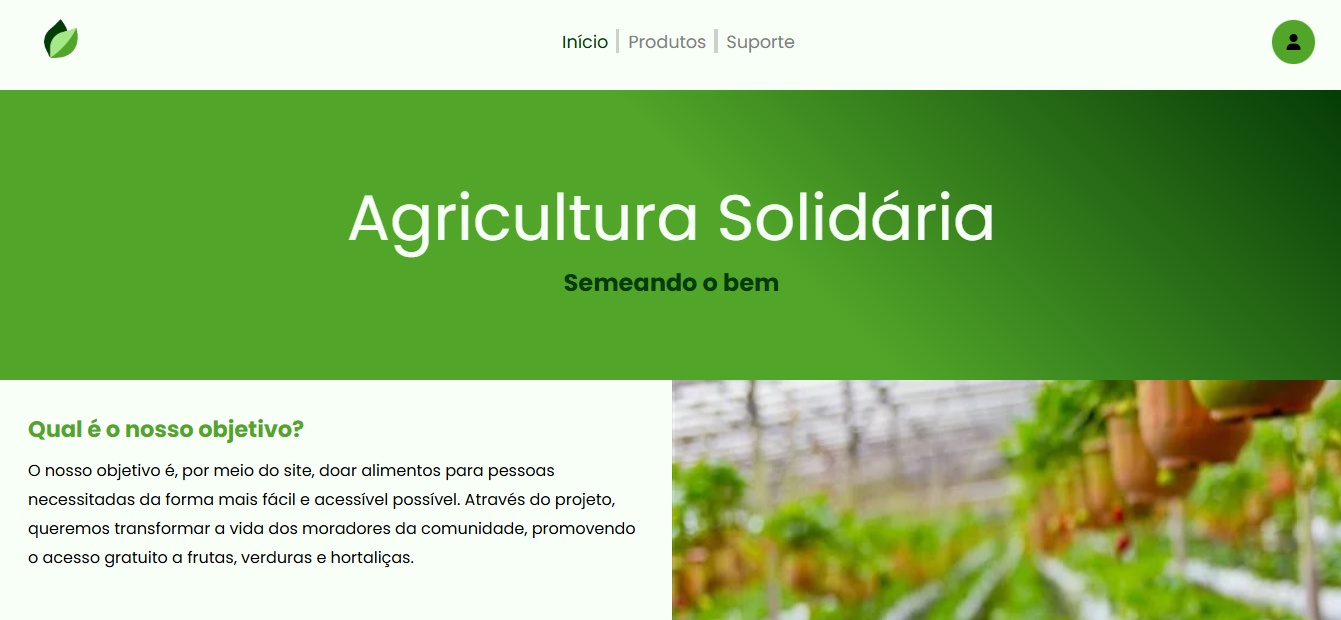 Início Produtos Suporte
Agricultura Solidária
Semeando o bem
Qual é o nosso objetivo?
O nosso objetivo é, por meio do site, doar alimentos para pessoas
necessitadas da forma mais fácil e acessível possível. Através do projeto,
queremos transformar a vida dos moradores da comunidade, promovendo
o acesso gratuito a frutas, verduras e hortaliças.